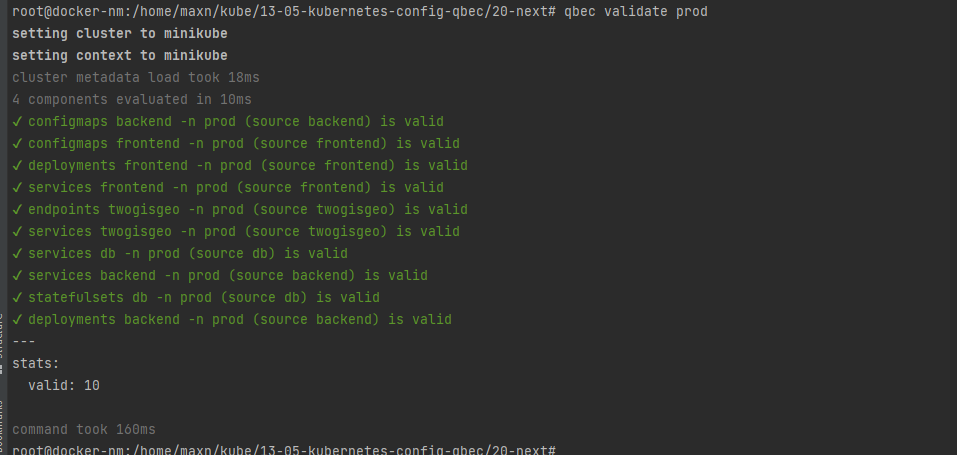 root@docker-nm:/home/maxn/kube/13-05-kubernetes-config-qbec/20-next# qbec validate prod
setting cluster to minikube
setting context to minikube
cluster metadata load took 18ms
4 components evaluated in 10ms
✓ configmaps backend -n prod (source backend) is valid
✓ configmaps frontend -n prod (source frontend) is valid
✓ deployments frontend -n prod (source frontend) is valid
✓ services frontend -n prod (source frontend) is valid
✓ endpoints twogisgeo -n prod (source twogisgeo) is valid
✓ services twogisgeo -n prod (source twogisgeo) is valid
✓ services db -n prod (source db) is valid
✓ services backend -n prod (source backend) is valid
✓ statefulsets db -n prod (source db) is valid
✓ deployments backend -n prod (source backend) is valid
---
stats:
  valid: 10
command took 160ms
root@docker-nm:/home/maxn/kube/13-05-kubernetes-config-qbec/20-next#